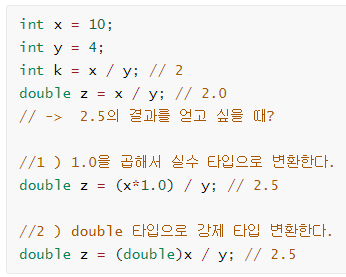 int x = 10;
int y = 4;
int k = x / y; // 2
double z = x / y; // 2.0
// -> 2.5의 결과를 얻고 싶을 때?
//1 ) 1.0을 곱해서 실수 타입으로 변환한다.
double z = (x*1.0) / y; // 2.5
//2 ) double 타입으로 강제 타입 변환한다.
double z = (double)x / y; // 2.5